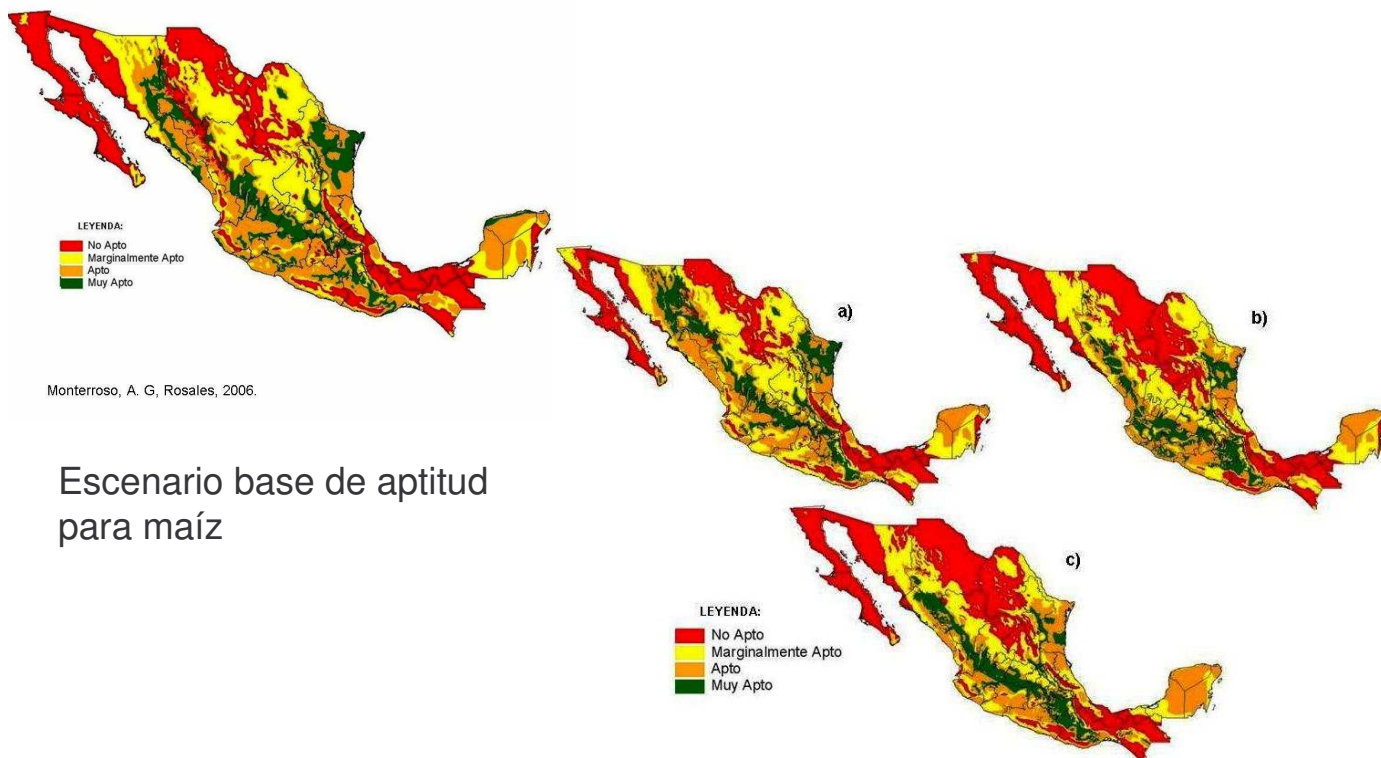 LEYENDA:
No Apto
Marginalmente Apto
Apto
Muy Apto
Monterroso, A. G, Rosales, 2006.
Escenario base de aptitud
para maíz
a)
b)
c)
LEYENDA:
No Apto
Marginalmente Apto
Apto
Muy Apto